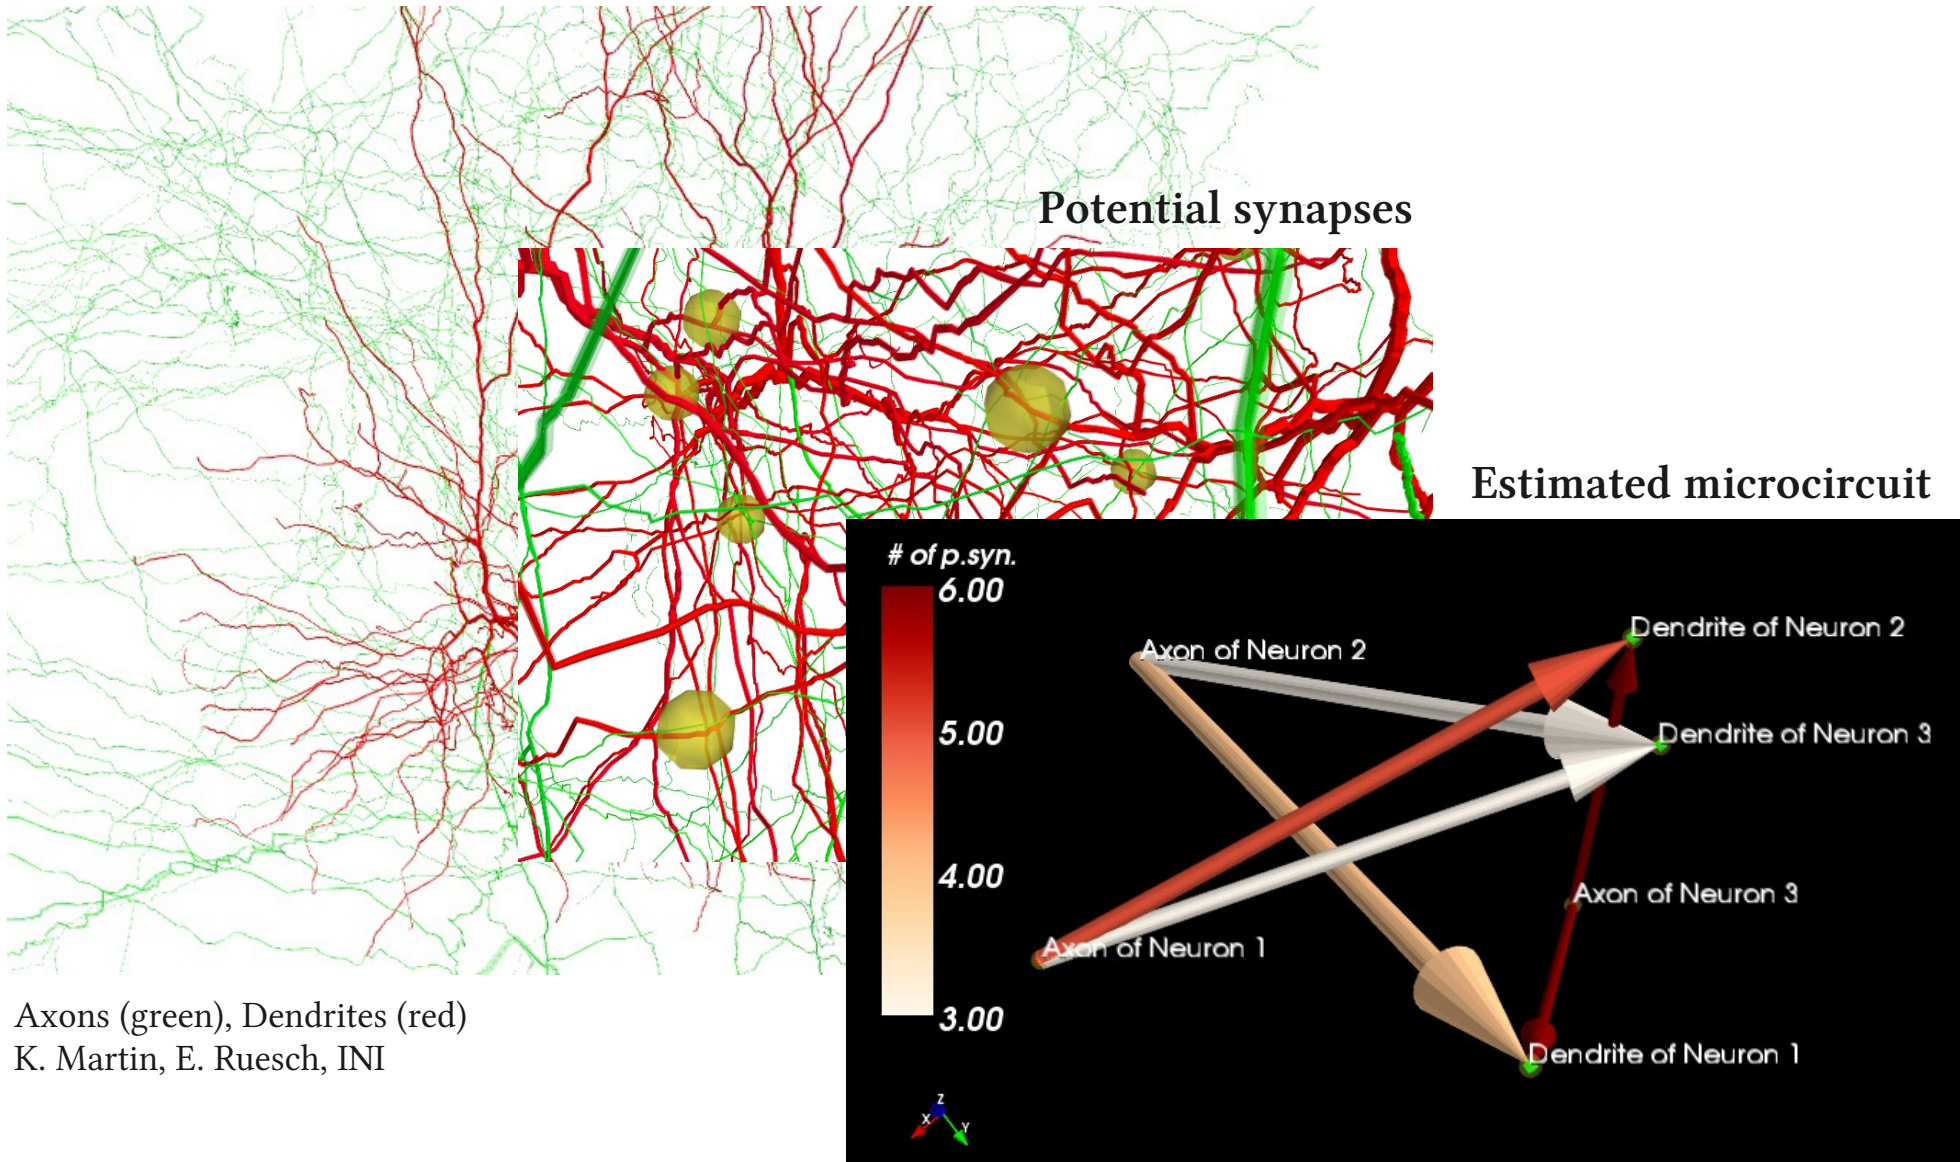 Potential synapses
Estimated microcircuit
# of p.syn.
6.00
5.00
4.00
3.00
Axon of Neuron 2
Dendrite of Neuron 2
Dendrite of Neuron 3
Axon of Neuron 3
Axon of Neuron 1
Dendrite of Neuron 1
Z
X
Y
Axons (green), Dendrites (red)
K. Martin, E. Ruesch, INI